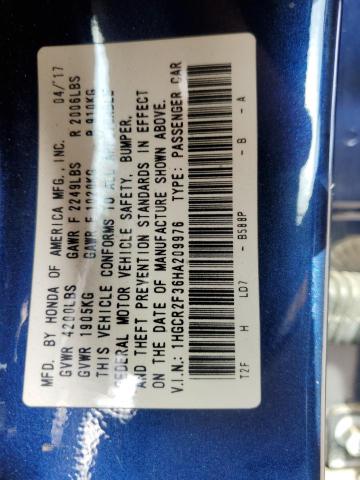 MFD. BY HONDA OF AMERICA MFG., INC. 04/17
GVWR 4200LBS GAWR F 2249LBS R 2006LBS
GVWR 1905KG GAWR F 1020KG R 910KG
THIS VEHICLE CONFORMS TO ALL APPLICABLE
FEDERAL MOTOR VEHICLE SAFETY, BUMPER,
AND THEFT PREVENTION STANDARDS IN EFFECT
ON THE DATE OF MANUFACTURE SHOWN ABOVE.
V.I.N.: 1HGCR2F36HA209976 TYPE: PASSENGER CAR
T2F H LD7 - B588P - B - A